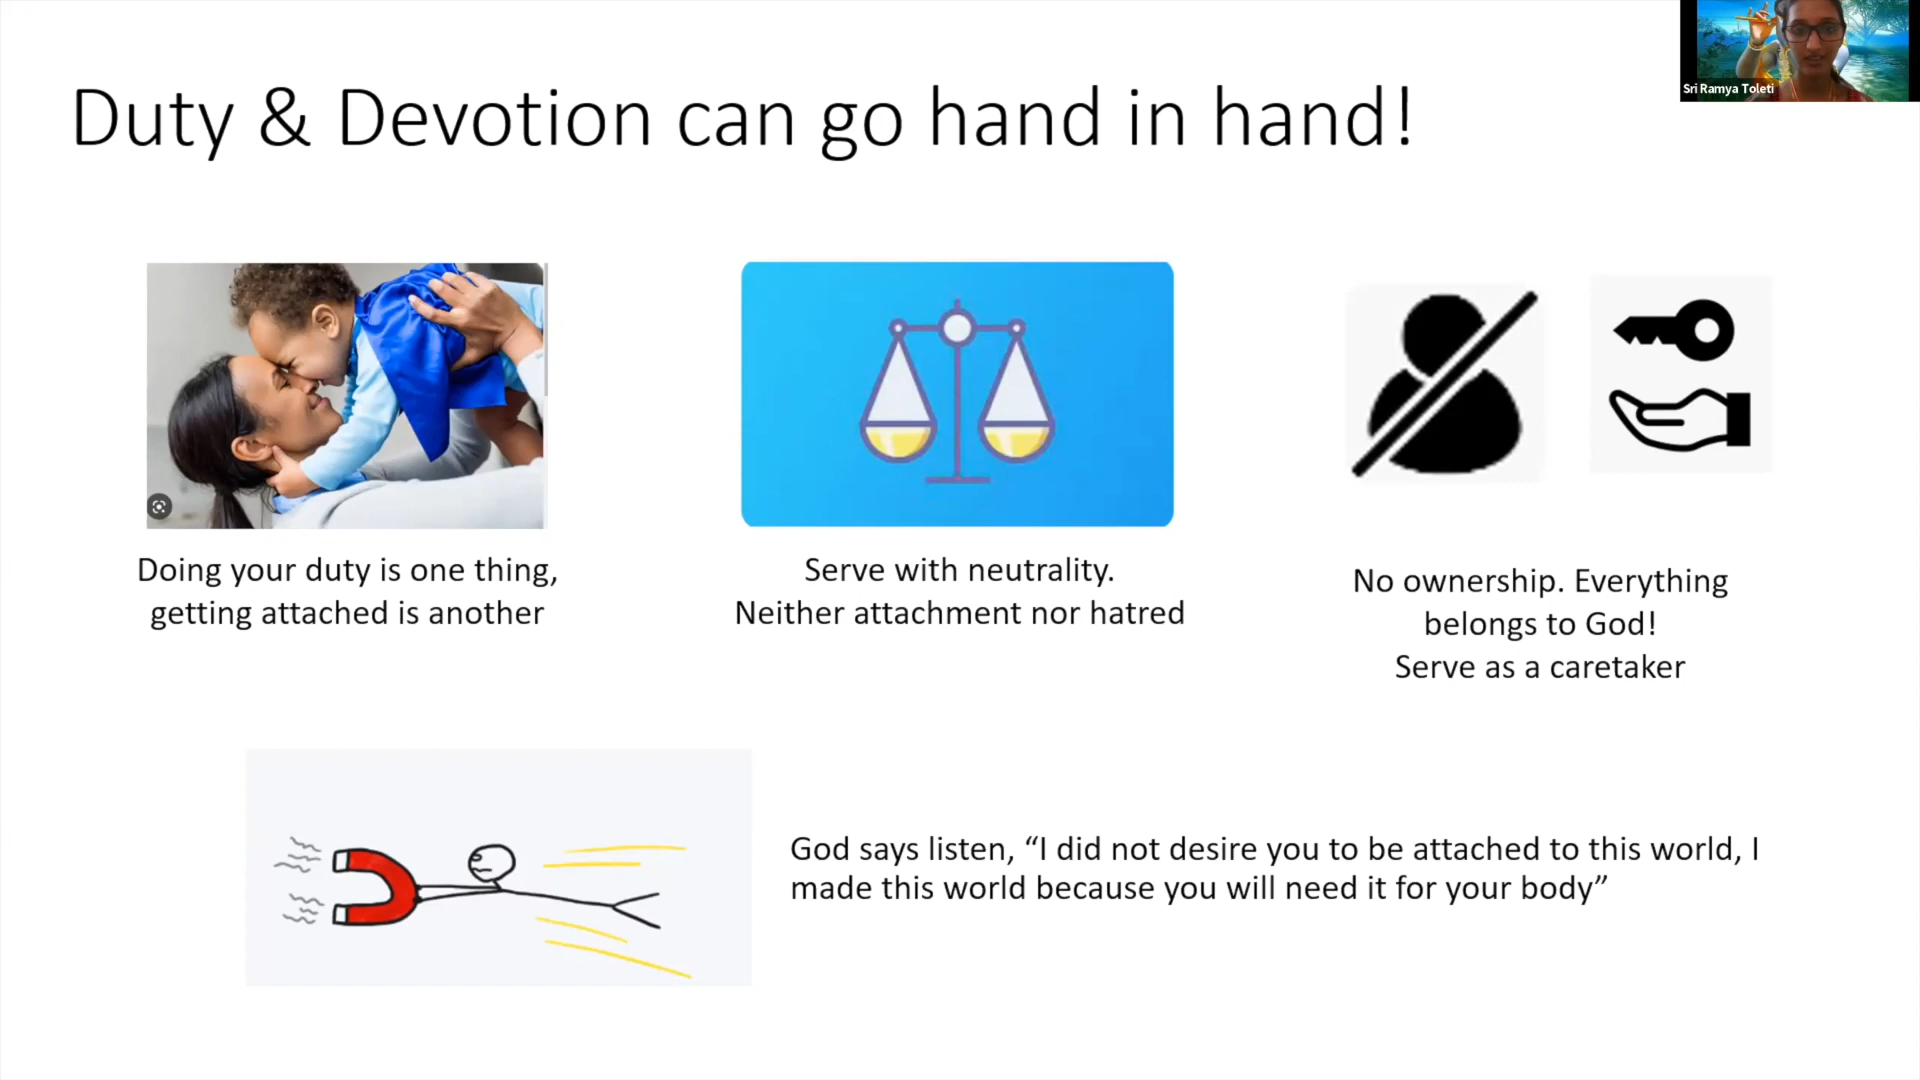 Sri Ramya Toleti
Duty & Devotion can go hand in hand!
Doing your duty is one thing,
getting attached is another
Serve with neutrality.
Neither attachment nor hatred
No ownership. Everything
belongs to God!
Serve as a caretaker
God says listen, “I did not desire you to be attached to this world, I
made this world because you will need it for your body”